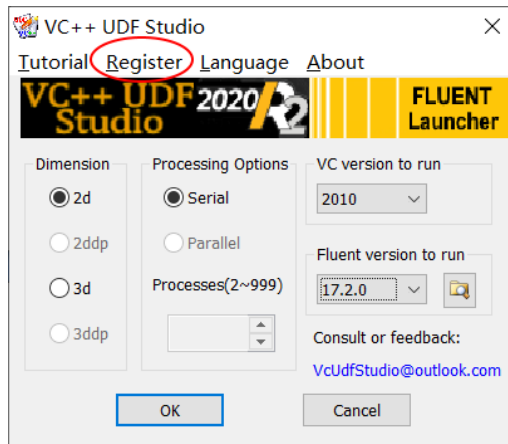 VC++ UDF Studio
Tutorial Register Language About
VC++ UDF 2020 R2
Studio
FLUENT
Launcher
Dimension
2d
2ddp
3d
3ddp
Processing Options
Serial
Parallel
Processes(2~999)
VC version to run
2010
Fluent version to run
17.2.0
Consult or feedback:
VcUdfStudio@outlook.com
OK
Cancel